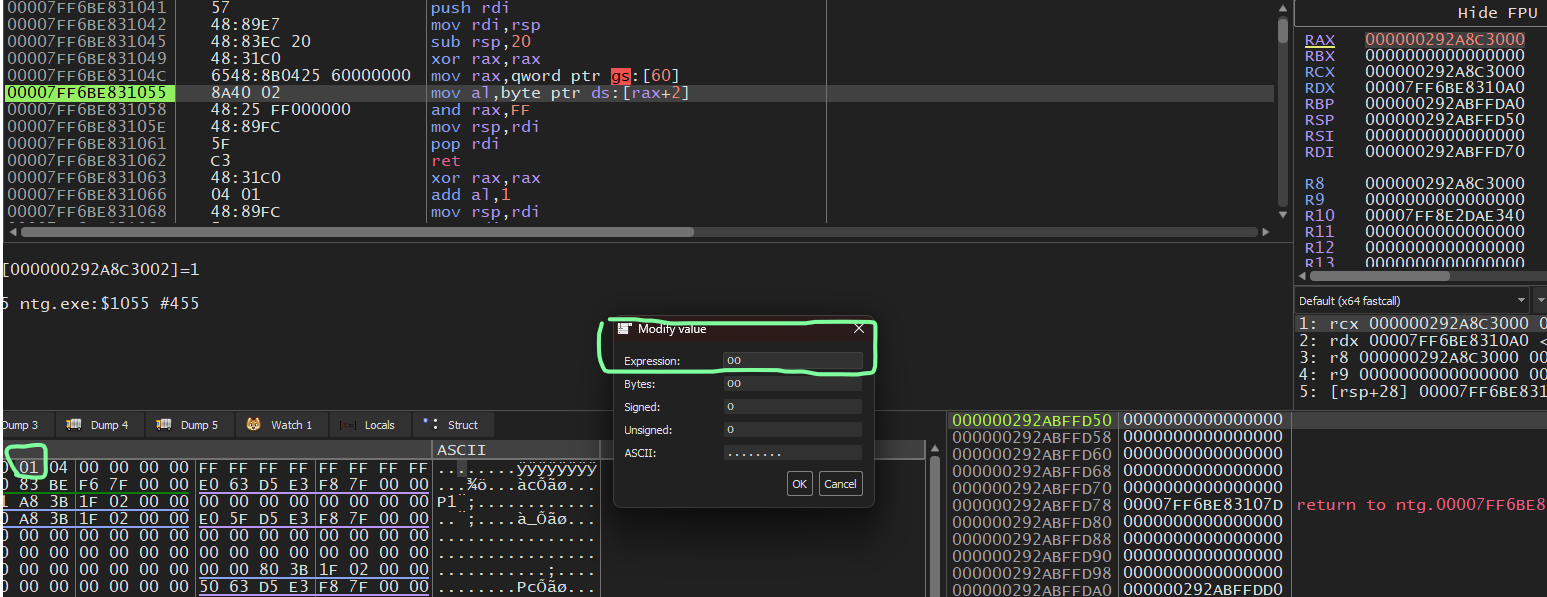 00007FF6BE831041 57 push rdi
00007FF6BE831042 48:89E7 mov rdi,rsp
00007FF6BE831045 48:83EC 20 sub rsp,20
00007FF6BE831049 48:31C0 xor rax,rax
00007FF6BE83104C 6548:8B0425 60000000 mov rax,qword ptr gs:[60]
00007FF6BE831055 8A40 02 mov al,byte ptr ds:[rax+2]
00007FF6BE831058 48:25 FF000000 and rax,FF
00007FF6BE83105E 48:89FC mov rsp,rdi
00007FF6BE831061 5F pop rdi
00007FF6BE831062 C3 ret
00007FF6BE831063 48:31C0 xor rax,rax
00007FF6BE831066 04 01 add al,1
00007FF6BE831068 48:89FC mov rsp,rdi
Hide FPU
RAX 000000292A8C3000
RBX 0000000000000000
RCX 000000292A8C3000
RDX 00007FF6BE8310A0
RBP 000000292ABFFDA0
RSP 000000292ABFFD50
RSI 0000000000000000
RDI 000000292ABFFD70
R8 000000292A8C3000
R9 0000000000000000
R10 00007FF8E2DAE340
R11 0000000000000000
R12 0000000000000000
R13 0000000000000000
[000000292A8C3002]=1
5 ntg.exe:$1055 #455
Default (x64 fastcall)
1: rcx 000000292A8C3000 0
2: rdx 00007FF6BE8310A0 <
3: r8 000000292A8C3000 00
4: r9 0000000000000000 00
5: [rsp+28] 00007FF6BE831
Modify value
Expression: 00
Bytes: 00
Signed: 0
Unsigned: 0
ASCII: ........
OK Cancel
Dump 3 Dump 4 Dump 5 Watch 1 Locals Struct
ASCII
0 01 04 00 00 00 00 FF FF FF FF FF FF FF FF ........ÿÿÿÿÿÿÿÿ
0 83 BE F6 7F 00 00 E0 63 D5 E3 F8 7F 00 00 ...¾ö...àcÕãø...
1 A8 3B 1F 02 00 00 00 00 00 00 00 00 00 00 P1¨;............
0 A8 3B 1F 02 00 00 E0 5F D5 E3 F8 7F 00 00 ..¨;....à_Õãø...
00 00 00 00 00 00 00 00 00 00 00 00 00 00 ................
00 00 00 00 00 00 00 00 00 00 00 00 00 00 ................
0 00 00 00 00 00 00 00 00 80 3B 1F 02 00 00 ...........;....
0 00 00 00 00 00 00 50 63 D5 E3 F8 7F 00 00 ........PcÕãø...
000000292ABFFD50 0000000000000000
000000292ABFFD58 0000000000000000
000000292ABFFD60 0000000000000000
000000292ABFFD68 0000000000000000
000000292ABFFD70 0000000000000000
000000292ABFFD78 00007FF6BE83107D return to ntg.00007FF6BE8
000000292ABFFD80 0000000000000000
000000292ABFFD88 0000000000000000
000000292ABFFD90 0000000000000000
000000292ABFFD98 0000000000000000
000000292ABFFDA0 000000292ABFFDD0